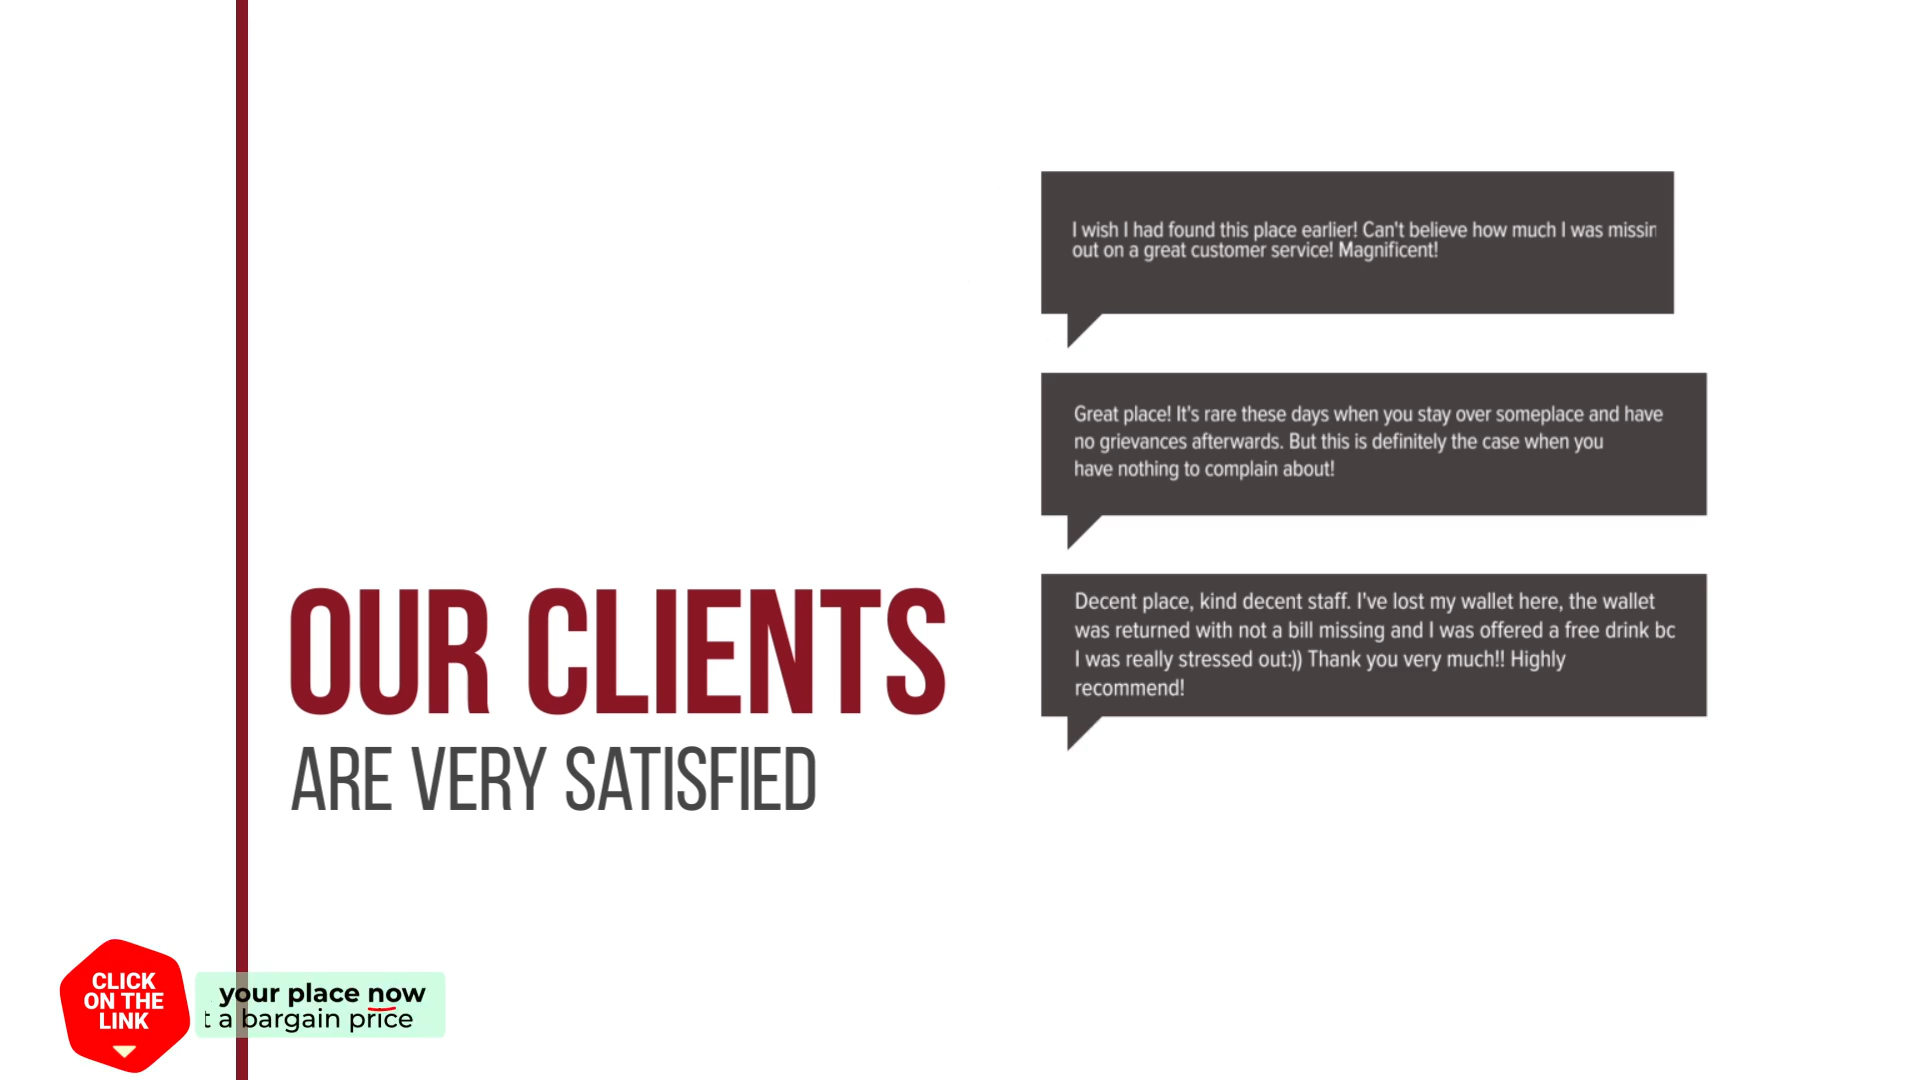 I wish I had found this place earlier! Can't believe how much I was missin
out on a great customer service! Magnificent!
Great place! It's rare these days when you stay over someplace and have
no grievances afterwards. But this is definitely the case when you
have nothing to complain about!
Decent place, kind decent staff. I've lost my wallet here, the wallet
was returned with not a bill missing and I was offered a free drink bc
I was really stressed out:)) Thank you very much!! Highly
recommend!
OUR CLIENTS
ARE VERY SATISFIED
CLICK
ON THE
LINK
your place now
t a bargain price